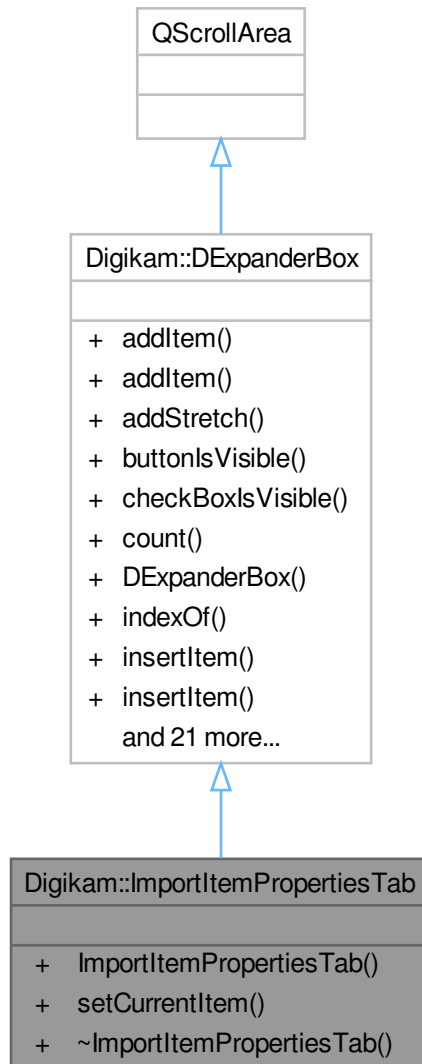 QScrollArea
Digikam::DExpanderBox
+ addItem()
+ addItem()
+ addStretch()
+ buttonIsVisible()
+ checkBoxIsVisible()
+ count()
+ DExpanderBox()
+ indexOf()
+ insertItem()
+ insertItem()
and 21 more...
Digikam::ImportItemPropertiesTab
+ ImportItemPropertiesTab()
+ setCurrentItem()
+ ~ImportItemPropertiesTab()